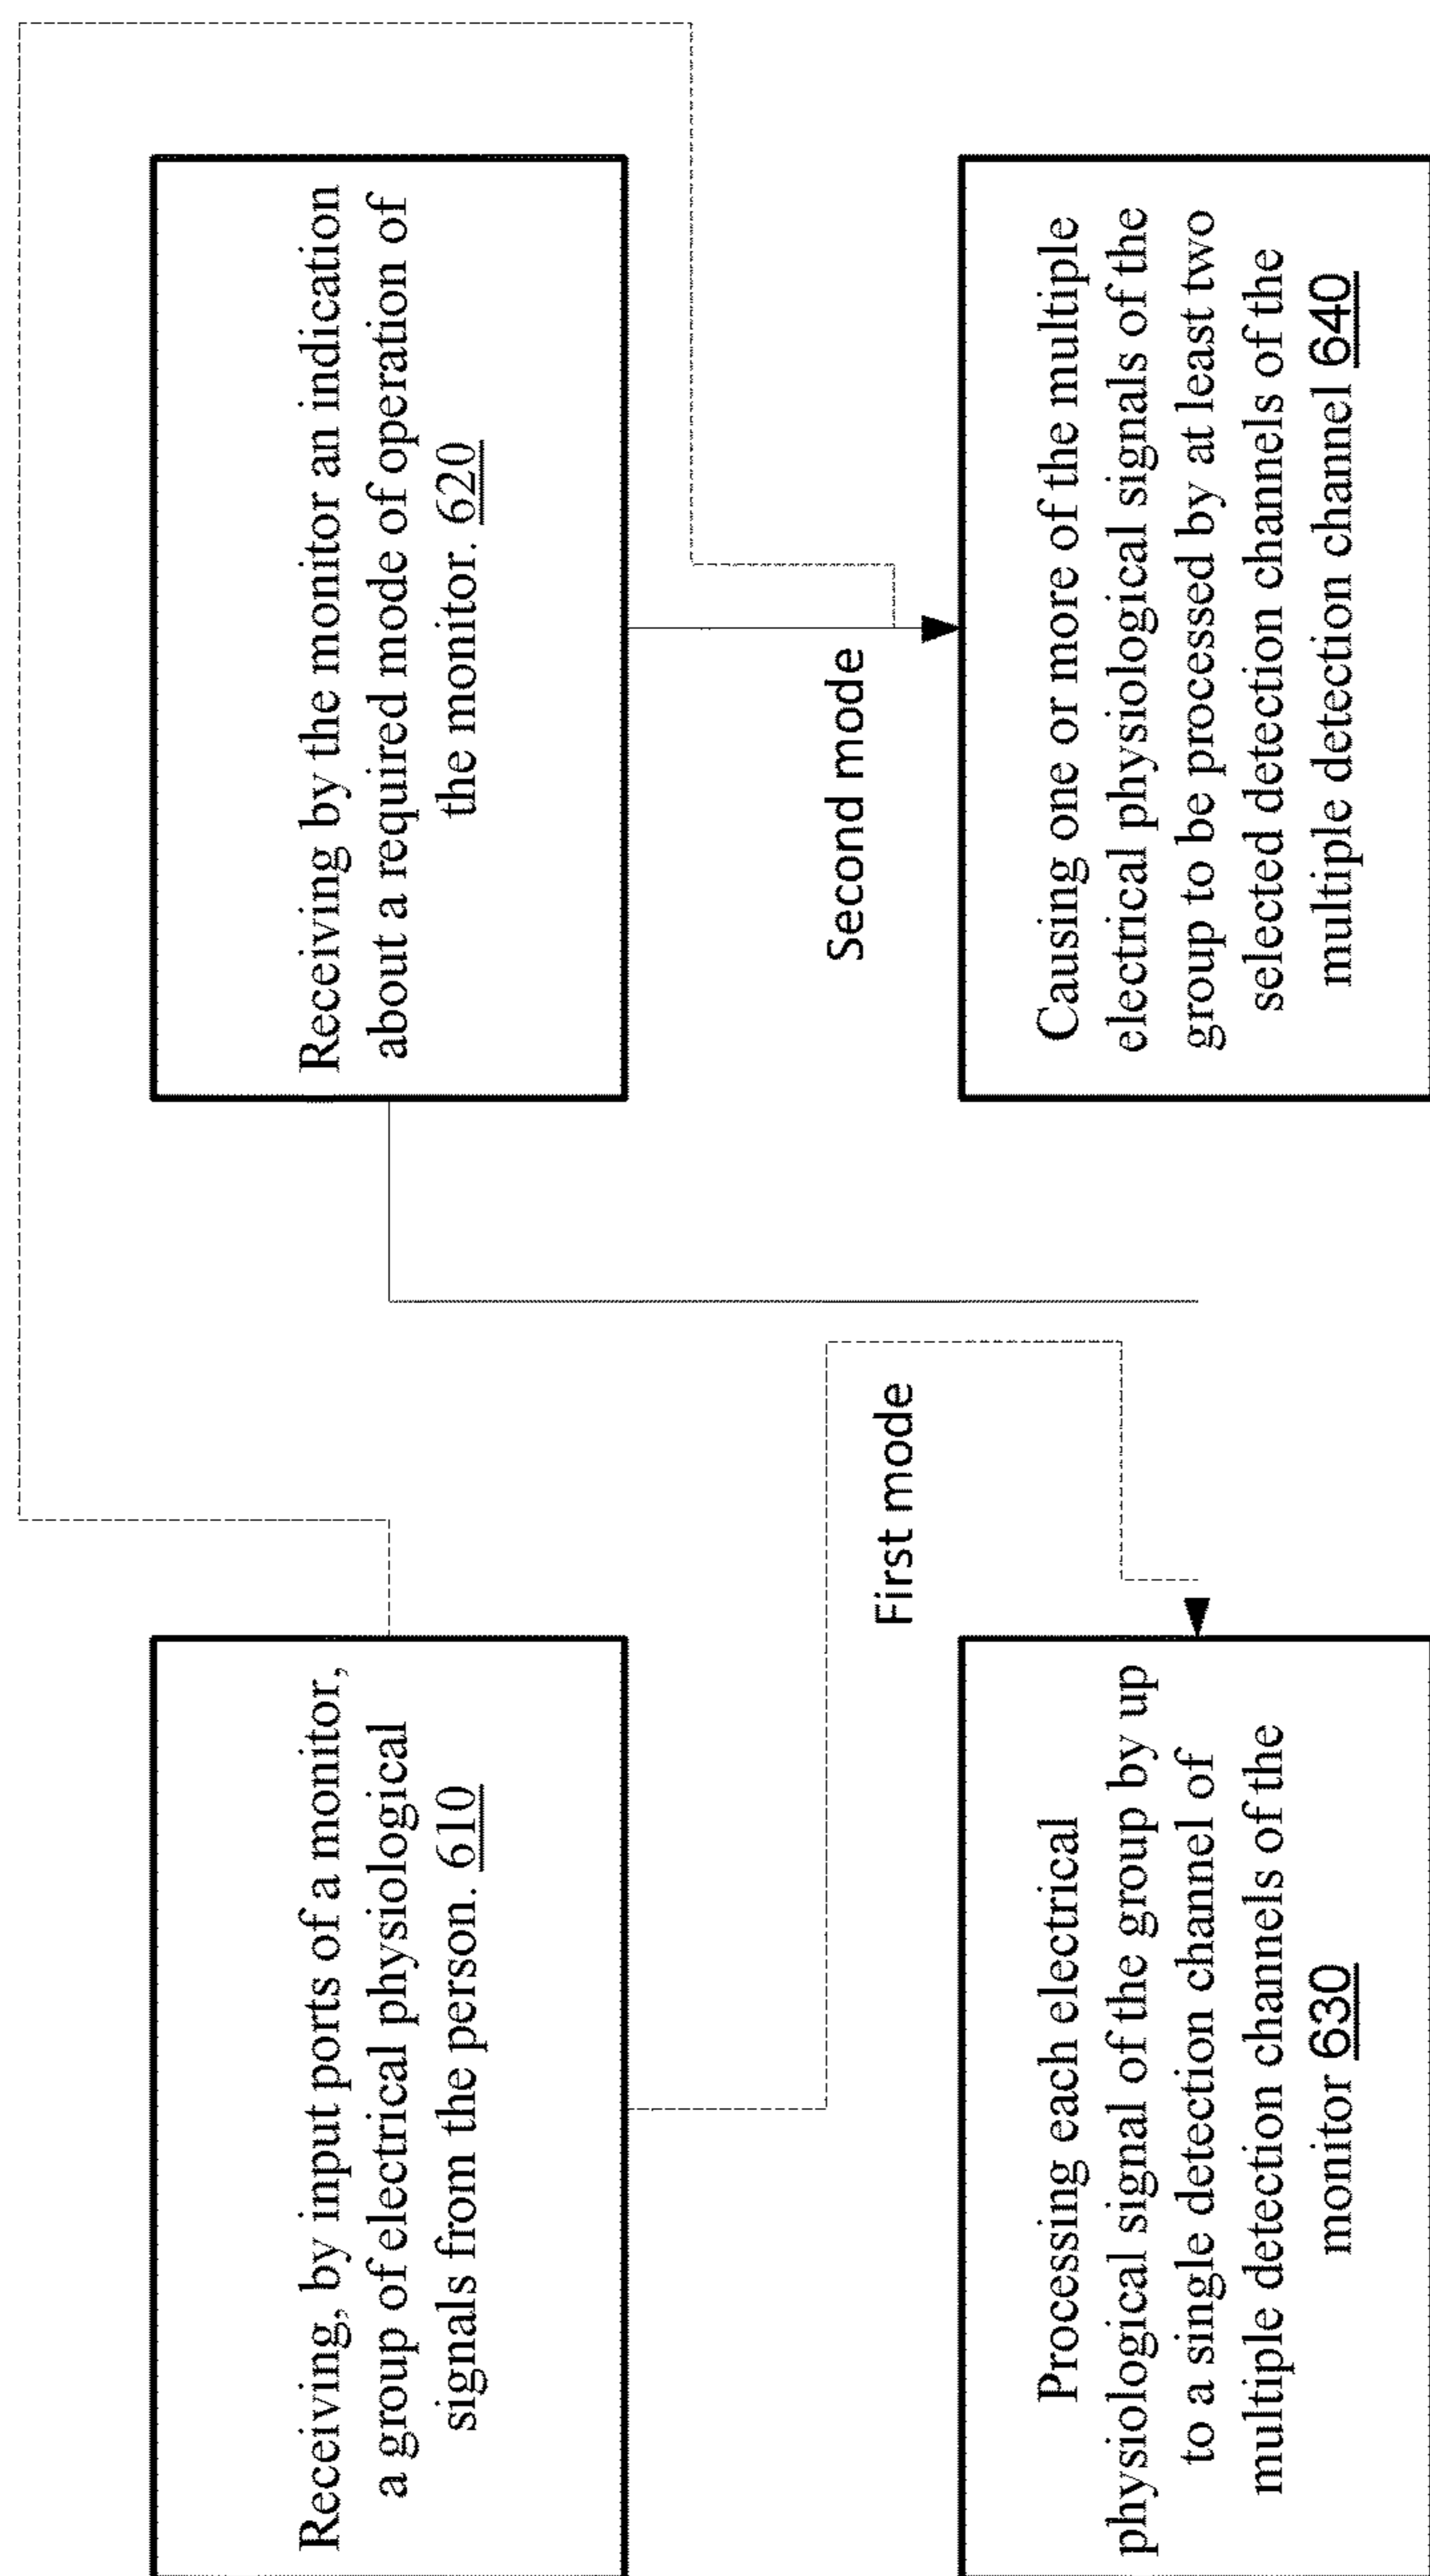 Receiving, by input ports of a monitor,
a group of electrical physiological
signals from the person. 610
Receiving by the monitor an indication
about a required mode of operation of
the monitor. 620
First mode
Second mode
Processing each electrical
physiological signal of the group by up
to a single detection channel of
multiple detection channels of the
monitor 630
Causing one or more of the multiple
electrical physiological signals of the
group to be processed by at least two
selected detection channels of the
multiple detection channel 640